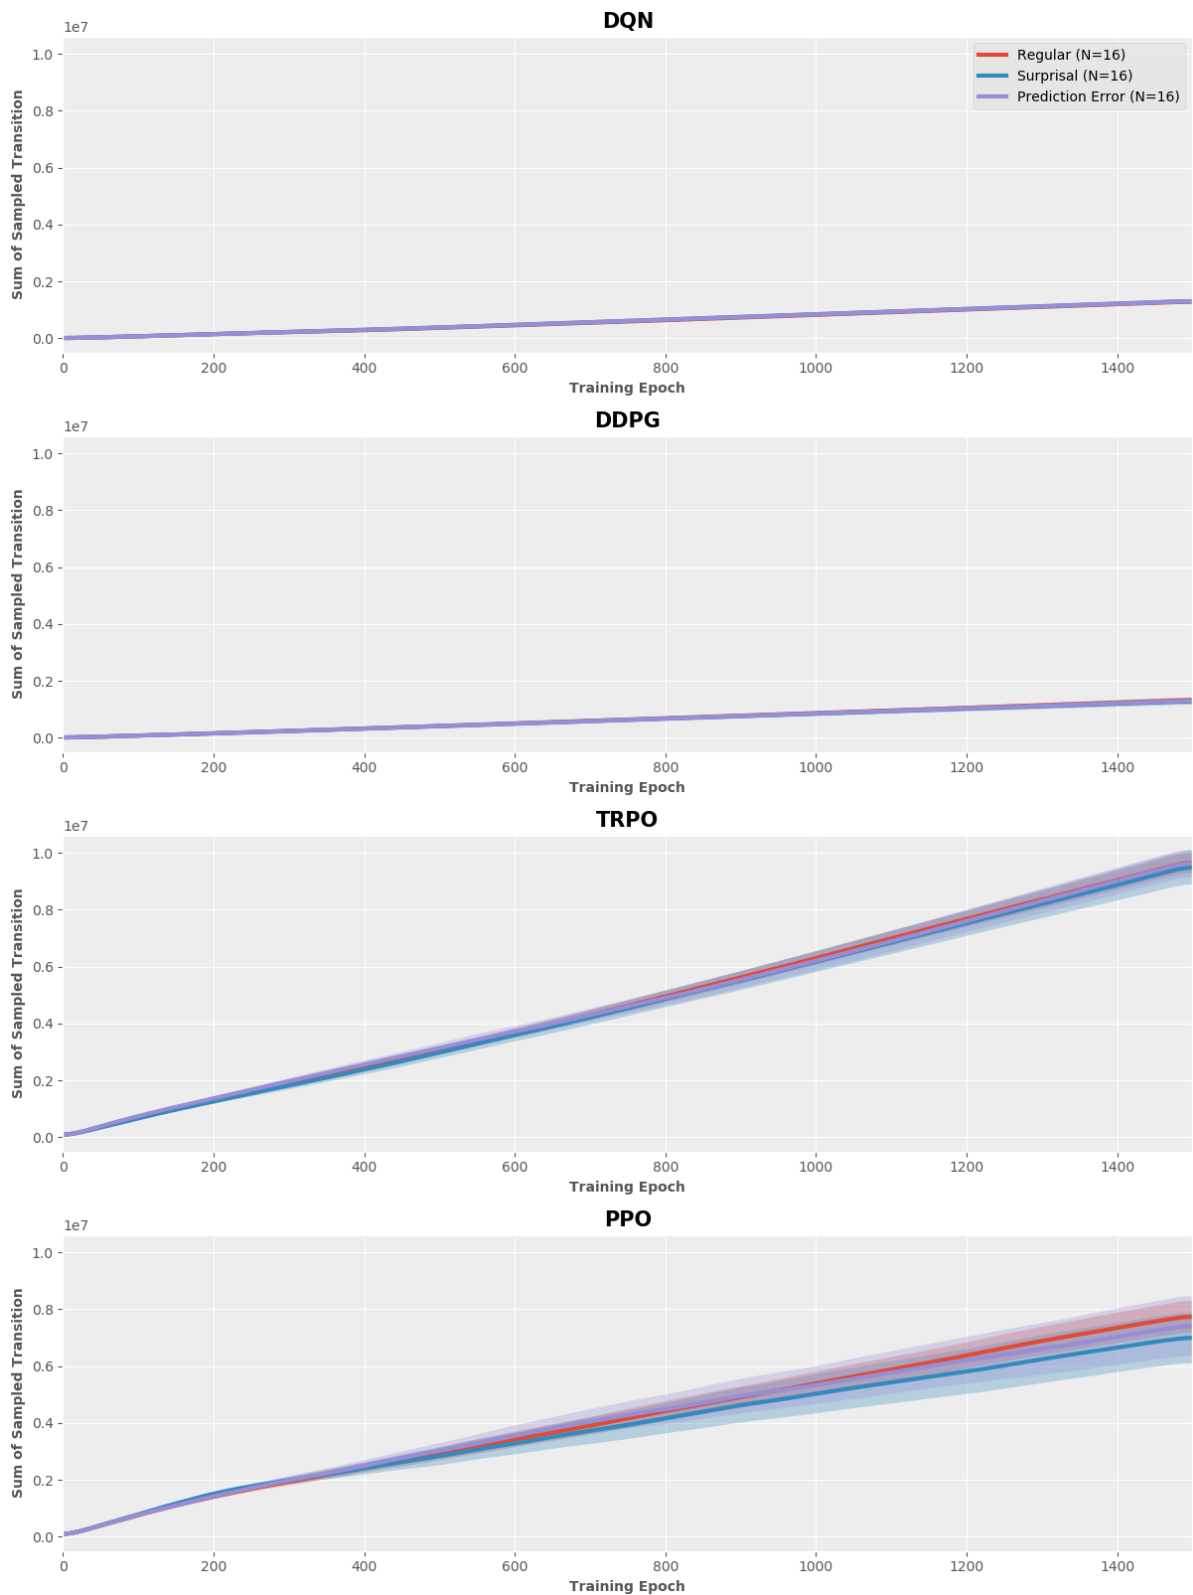 DQN
1e7
Regular (N=16)
Surprisal (N=16)
Prediction Error (N=16)
1.0
0.8
0.6
0.4
0.2
0.0
Sum of Sampled Transition
0 200 400 600 800 1000 1200 1400
Training Epoch
DDPG
1e7
1.0
0.8
0.6
0.4
0.2
0.0
Sum of Sampled Transition
0 200 400 600 800 1000 1200 1400
Training Epoch
TRPO
1e7
1.0
0.8
0.6
0.4
0.2
0.0
Sum of Sampled Transition
0 200 400 600 800 1000 1200 1400
Training Epoch
PPO
1e7
1.0
0.8
0.6
0.4
0.2
0.0
Sum of Sampled Transition
0 200 400 600 800 1000 1200 1400
Training Epoch